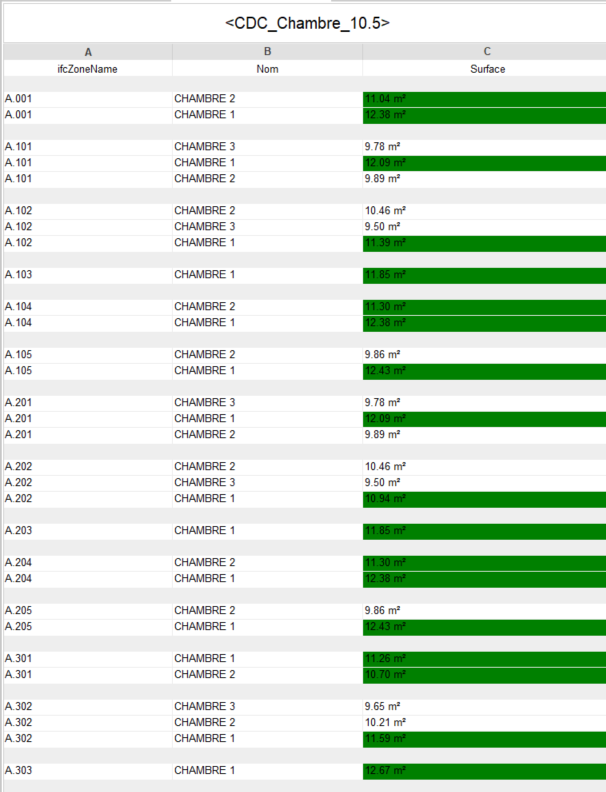 <CDC_Chambre_10.5>
A B C
ifcZoneName Nom Surface
A.001 CHAMBRE 2 11.04 m²
A.001 CHAMBRE 1 12.38 m²
A.101 CHAMBRE 3 9.78 m²
A.101 CHAMBRE 1 12.09 m²
A.101 CHAMBRE 2 9.89 m²
A.102 CHAMBRE 2 10.46 m²
A.102 CHAMBRE 3 9.50 m²
A.102 CHAMBRE 1 11.39 m²
A.103 CHAMBRE 1 11.85 m²
A.104 CHAMBRE 2 11.30 m²
A.104 CHAMBRE 1 12.38 m²
A.105 CHAMBRE 2 9.86 m²
A.105 CHAMBRE 1 12.43 m²
A.201 CHAMBRE 3 9.78 m²
A.201 CHAMBRE 1 12.09 m²
A.201 CHAMBRE 2 9.89 m²
A.202 CHAMBRE 2 10.46 m²
A.202 CHAMBRE 3 9.50 m²
A.202 CHAMBRE 1 10.94 m²
A.203 CHAMBRE 1 11.85 m²
A.204 CHAMBRE 2 11.30 m²
A.204 CHAMBRE 1 12.38 m²
A.205 CHAMBRE 2 9.86 m²
A.205 CHAMBRE 1 12.43 m²
A.301 CHAMBRE 1 11.26 m²
A.301 CHAMBRE 2 10.70 m²
A.302 CHAMBRE 3 9.65 m²
A.302 CHAMBRE 2 10.21 m²
A.302 CHAMBRE 1 11.59 m²
A.303 CHAMBRE 1 12.67 m²